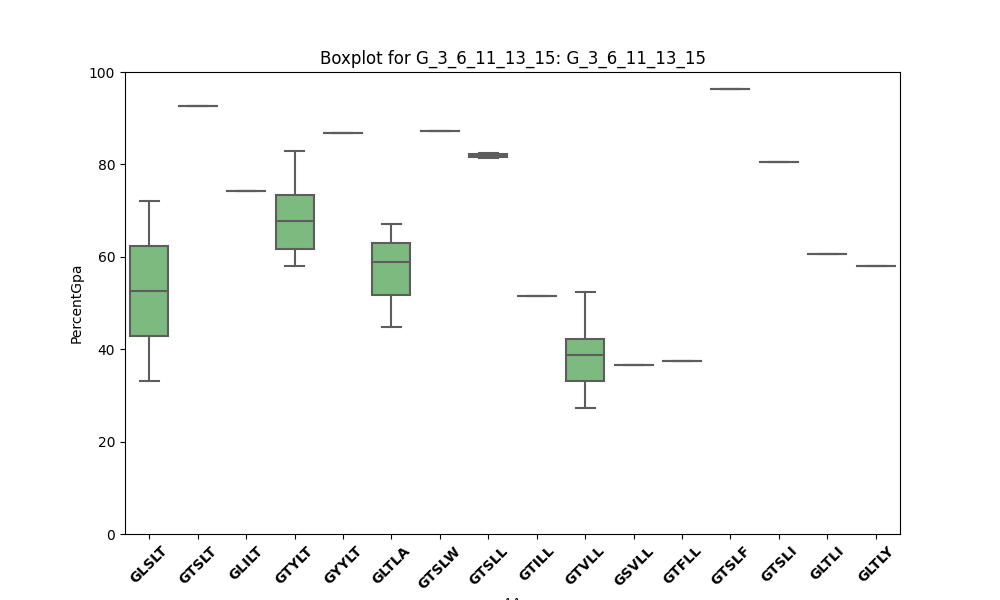 Boxplot for G_3_6_11_13_15: G_3_6_11_13_15
PercentGpa
100
80
60
40
20
0
GLSLT
GTSLT
GLILT
GTYLT
GYYLT
GLTLA
GTSLW
GTSLL
GTILL
GTVLL
GSVLL
GTFLL
GTSLF
GTSLI
GLTLI
GLTLY